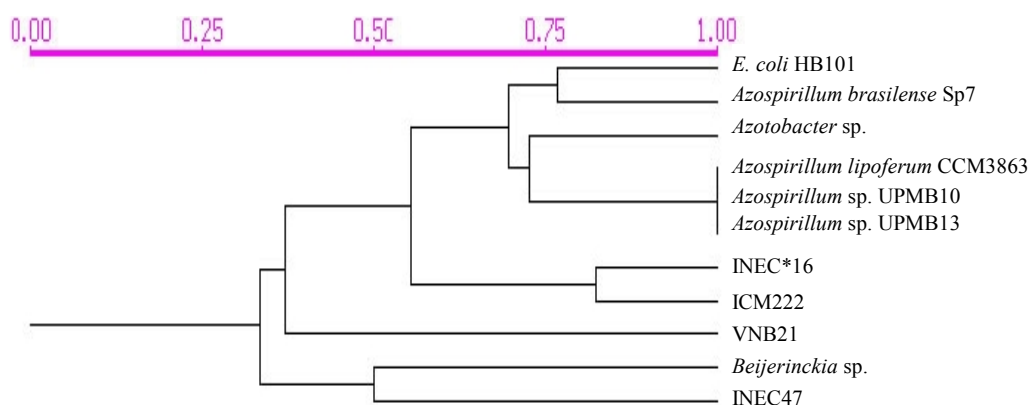 0.00 0.25 0.50 0.75 1.00
E. coli HB101
Azospirillum brasilense Sp7
Azotobacter sp.
Azospirillum lipoferum CCM3863
Azospirillum sp. UPMB10
Azospirillum sp. UPMB13
INEC*16
ICM222
VNB21
Beijerinckia sp.
INEC47